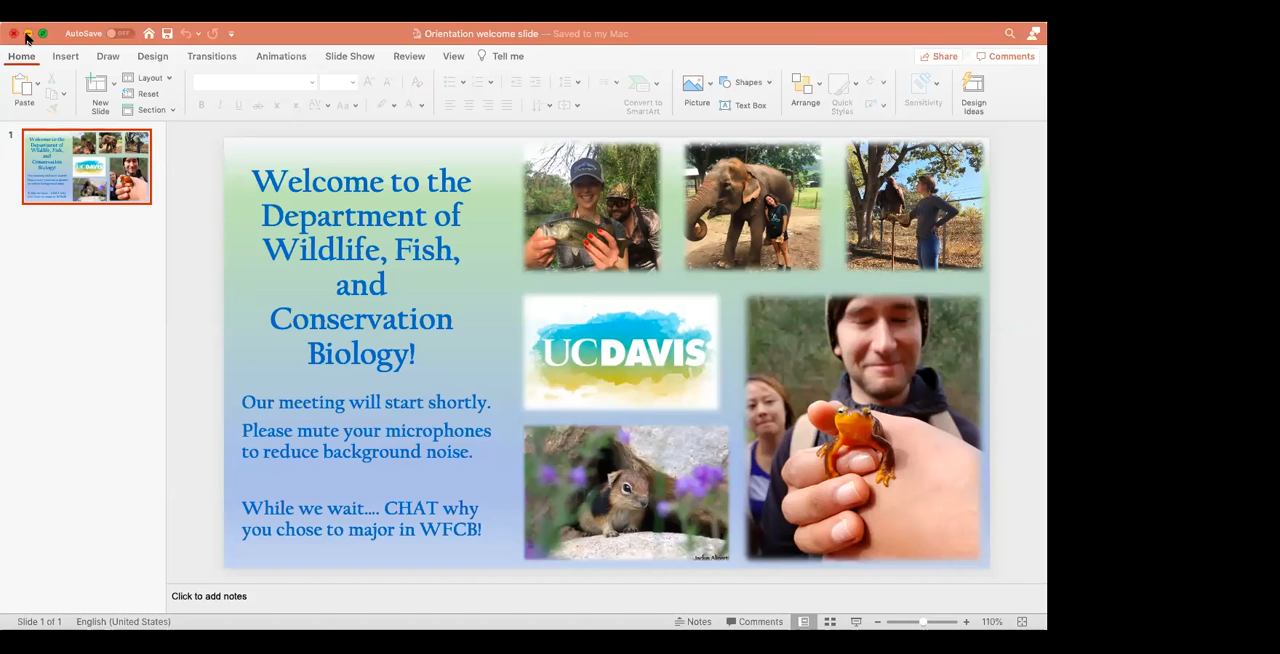 AutoSave OFF
Orientation welcome slide — Saved to my Mac
Home Insert Draw Design Transitions Animations Slide Show Review View Tell me
Share Comments
Paste
New Slide
Layout
Reset
Section
Convert to SmartArt
Picture
Shapes
Text Box
Arrange
Quick Styles
Sensitivity
Design Ideas
1
Welcome to the
Department of
Wildlife, Fish,
and
Conservation
Biology!
Our meeting will start shortly.
Please mute your microphones
to reduce background noise.
While we wait.... CHAT why
you chose to major in WFCB!
UCDAVIS
Click to add notes
Slide 1 of 1 English (United States) Notes Comments 110%